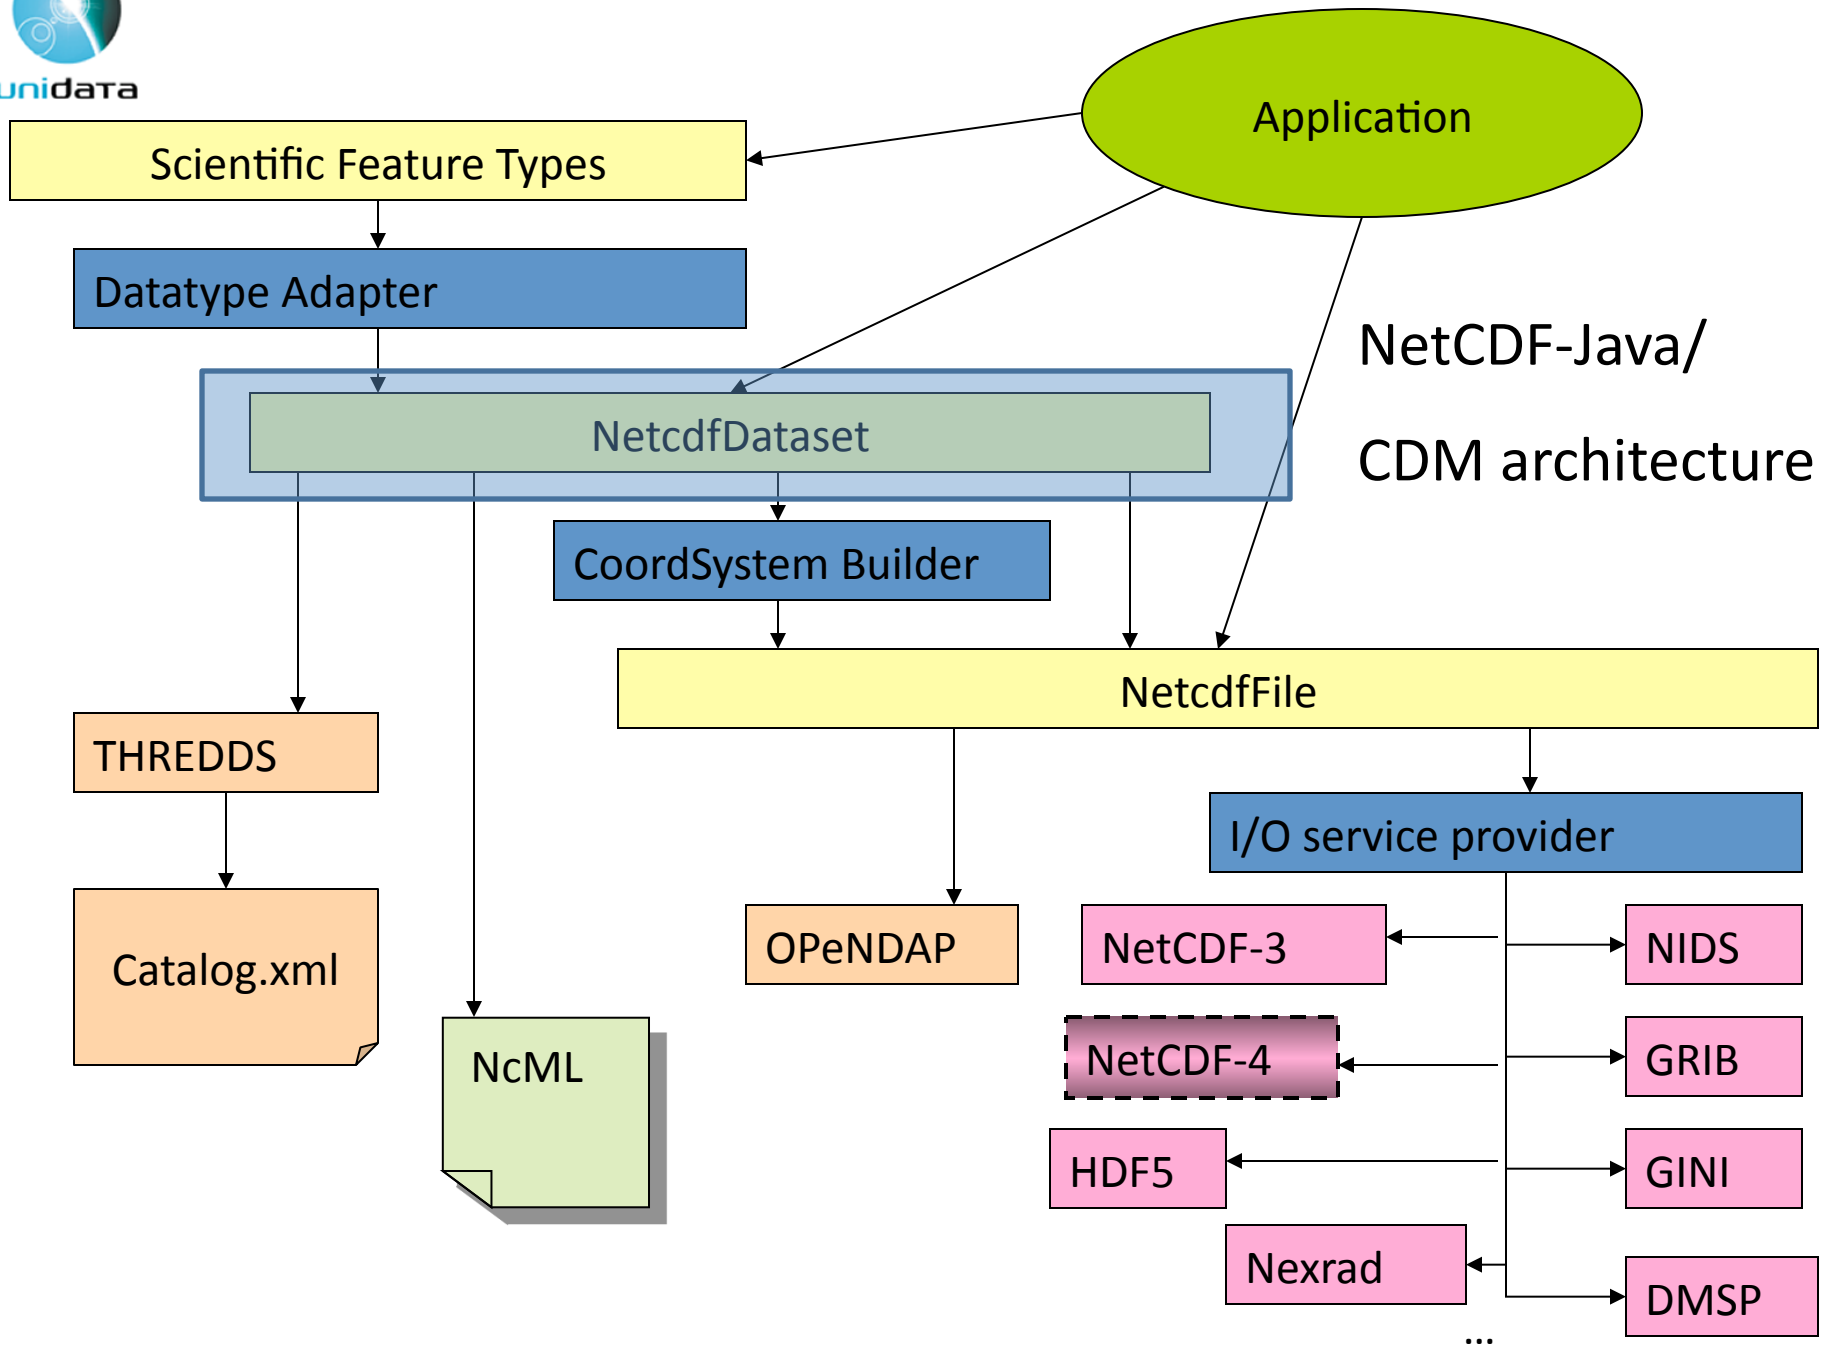 unidata
Application
Scientific Feature Types
Datatype Adapter
NetCDF-Java/
CDM architecture
NetcdfDataset
CoordSystem Builder
NetcdfFile
THREDDS
I/O service provider
Catalog.xml
OPeNDAP
NetCDF-3
NIDS
NcML
NetCDF-4
GRIB
HDF5
GINI
Nexrad
DMSP
...